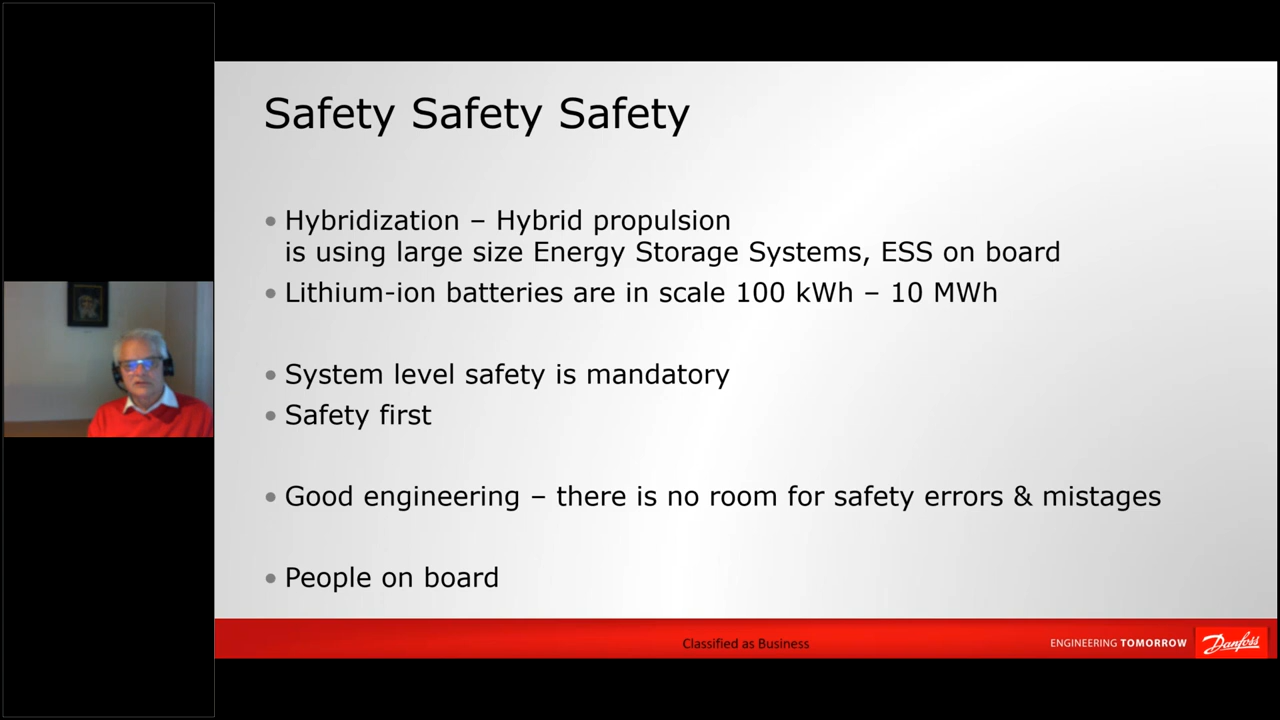 Safety Safety Safety
• Hybridization – Hybrid propulsion
is using large size Energy Storage Systems, ESS on board
• Lithium-ion batteries are in scale 100 kWh – 10 MWh
• System level safety is mandatory
• Safety first
• Good engineering – there is no room for safety errors & mistages
• People on board
Classified as Business
ENGINEERING TOMORROW
Danfoss